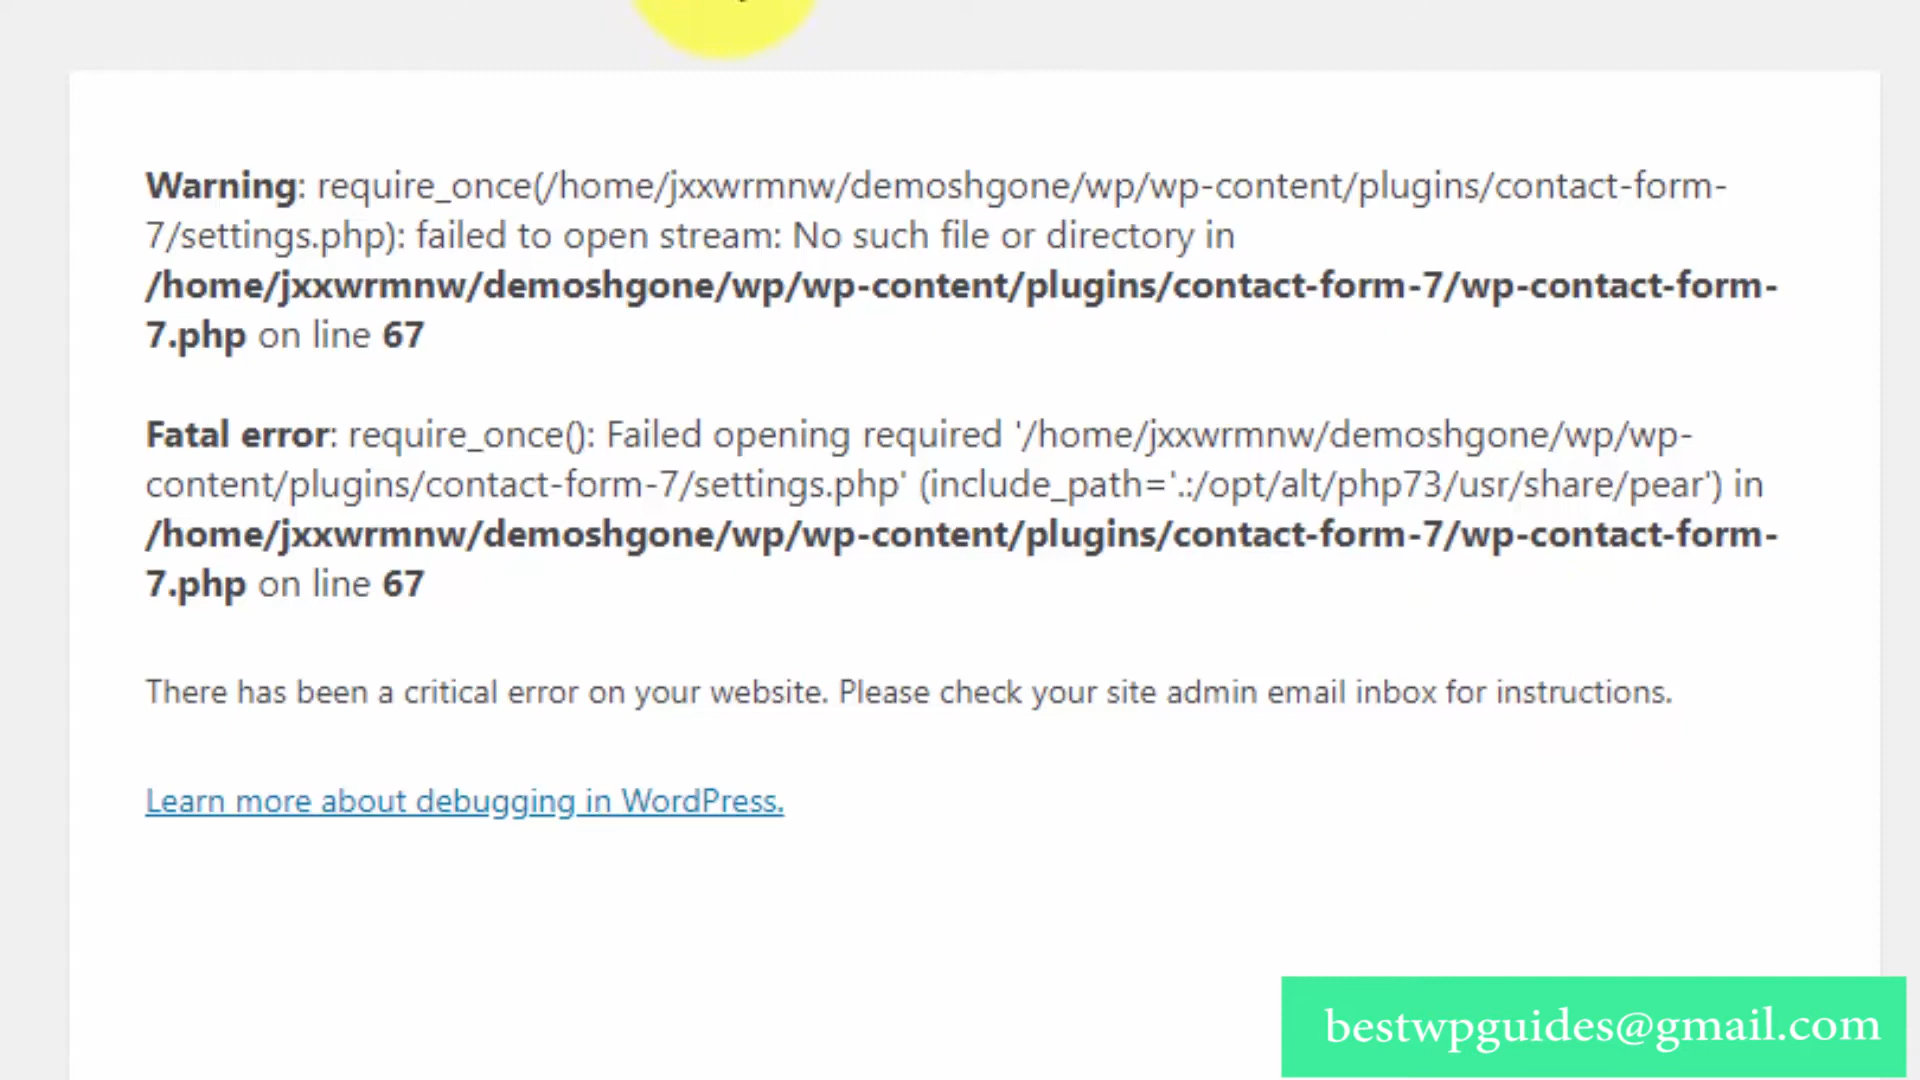 Warning: require_once(/home/jxxwrmnw/demoshgone/wp/wp-content/plugins/contact-form-
7/settings.php): failed to open stream: No such file or directory in
/home/jxxwrmnw/demoshgone/wp/wp-content/plugins/contact-form-7/wp-contact-form-
7.php on line 67
Fatal error: require_once(): Failed opening required '/home/jxxwrmnw/demoshgone/wp/wp-
content/plugins/contact-form-7/settings.php' (include_path='.:/opt/alt/php73/usr/share/pear') in
/home/jxxwrmnw/demoshgone/wp/wp-content/plugins/contact-form-7/wp-contact-form-
7.php on line 67
There has been a critical error on your website. Please check your site admin email inbox for instructions.
Learn more about debugging in WordPress.
bestwpguides@gmail.com